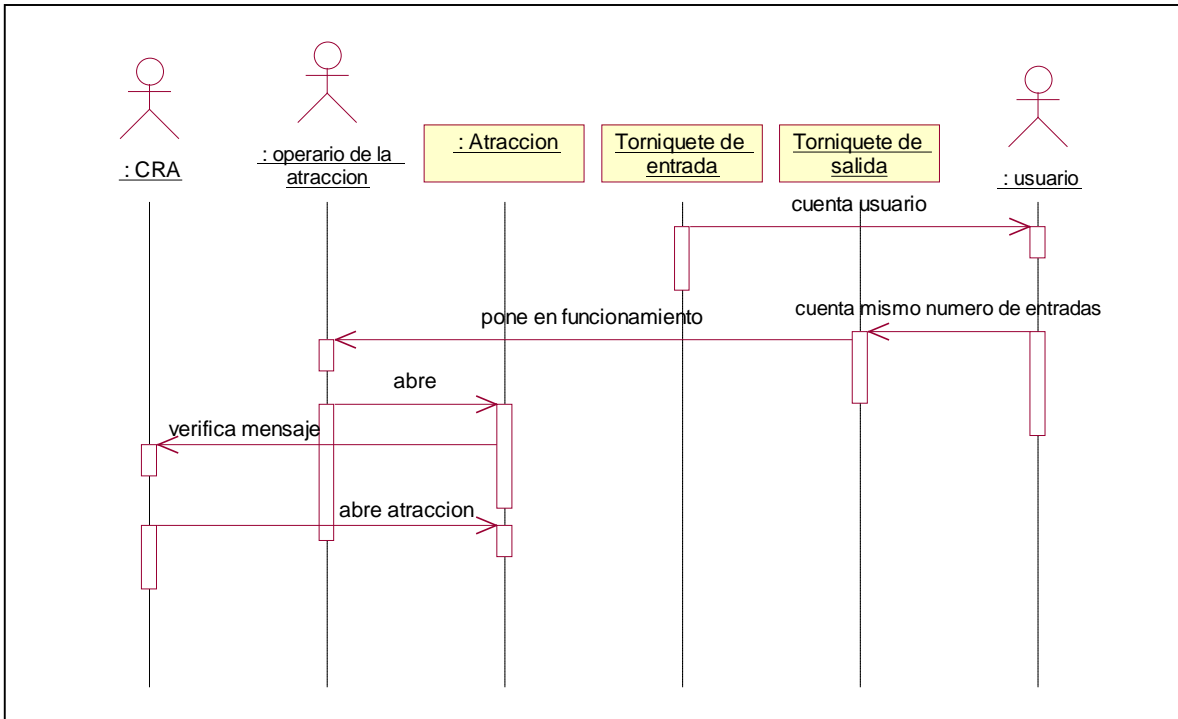 : CRA
: operario de la
atraccion
: Atraccion
Torniquete de
entrada
Torniquete de
salida
: usuario
cuenta usuario
cuenta mismo numero de entradas
pone en funcionamiento
abre
verifica mensaje
abre atraccion